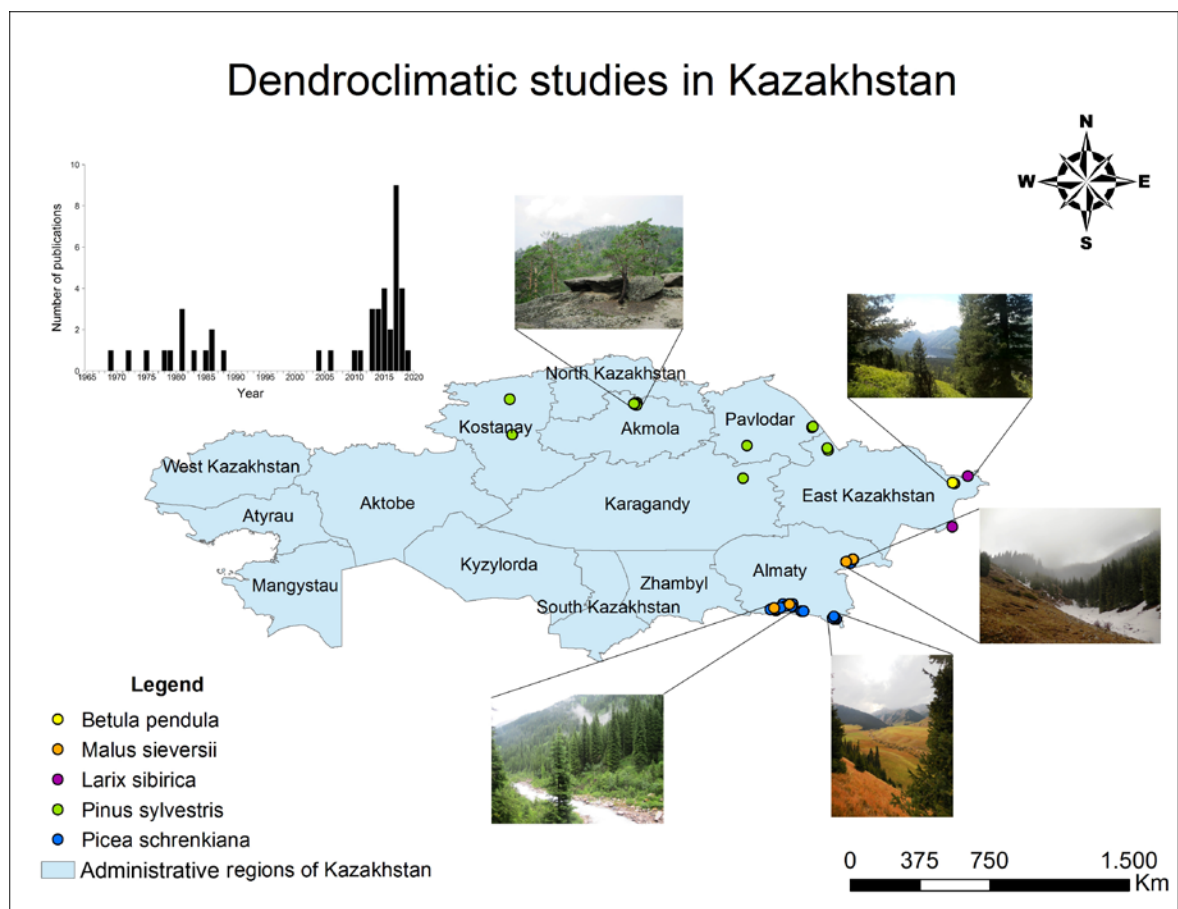 Dendroclimatic studies in Kazakhstan
N
W E
S
10
8
6
4
2
0
Number of publications
1965 1970 1975 1980 1985 1990 1995 2000 2005 2010 2015 2020
Year
North Kazakhstan
Kostanay
Akmola
Pavlodar
West Kazakhstan
Aktobe
Karagandy
East Kazakhstan
Atyrau
Mangystau
Kyzylorda
Zhambyl
Almaty
South Kazakhstan
Legend
Betula pendula
Malus sieversii
Larix sibirica
Pinus sylvestris
Picea schrenkiana
Administrative regions of Kazakhstan
0 375 750 1.500
Km